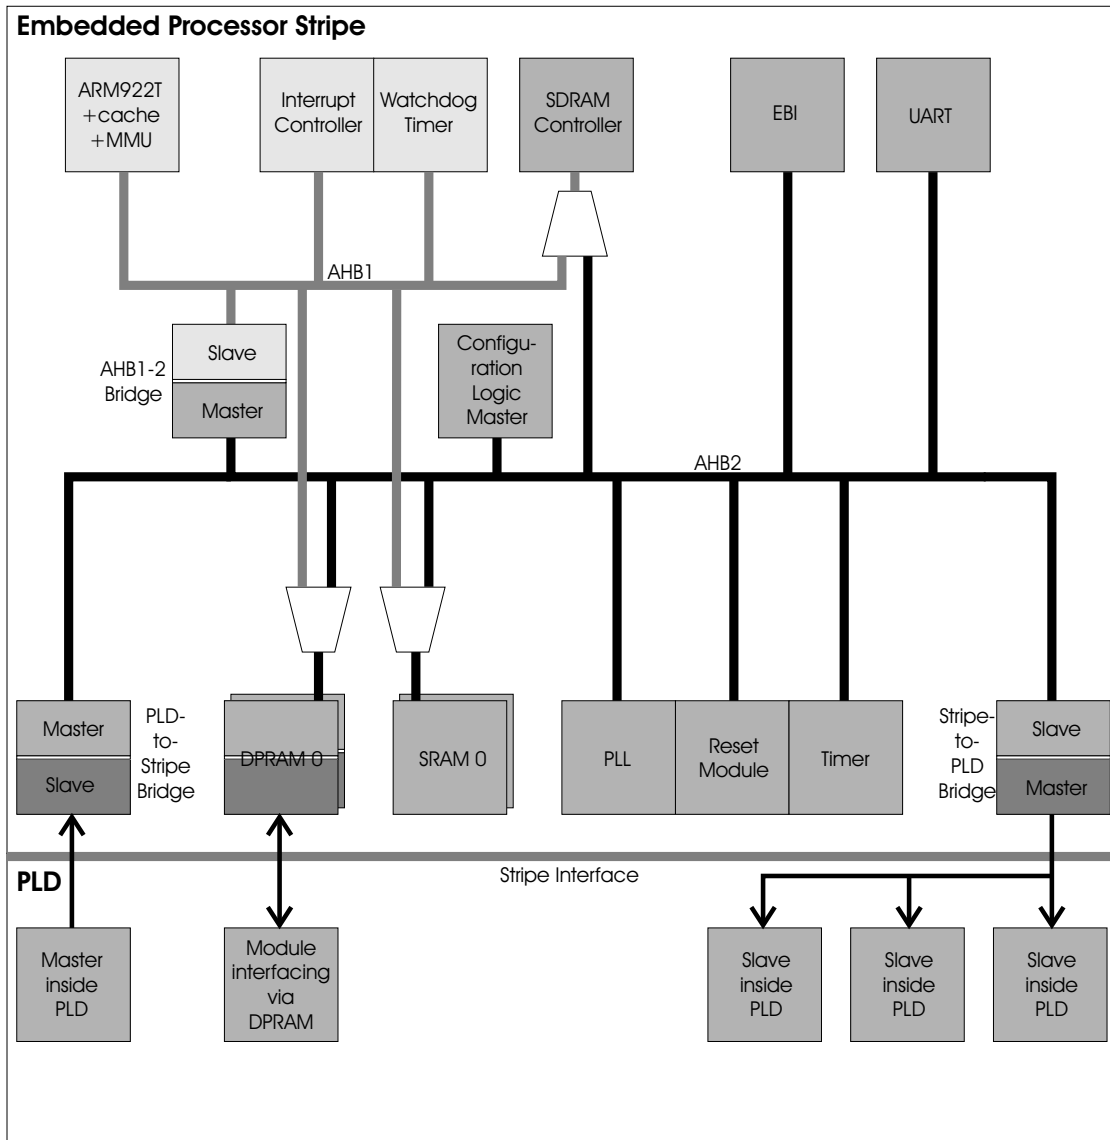 Embedded Processor Stripe
ARM922T
+cache
+MMU
Interrupt
Controller
Watchdog
Timer
SDRAM
Controller
EBI
UART
AHB1
AHB1-2
Bridge
Slave
Master
Configu-
ration
Logic
Master
AHB2
Master
Slave
PLD-
to-
Stripe
Bridge
DPRAM 0
SRAM 0
PLL
Reset
Module
Timer
Stripe-
to-
PLD
Bridge
Slave
Master
Stripe Interface
PLD
Master
inside
PLD
Module
interfacing
via
DPRAM
Slave
inside
PLD
Slave
inside
PLD
Slave
inside
PLD